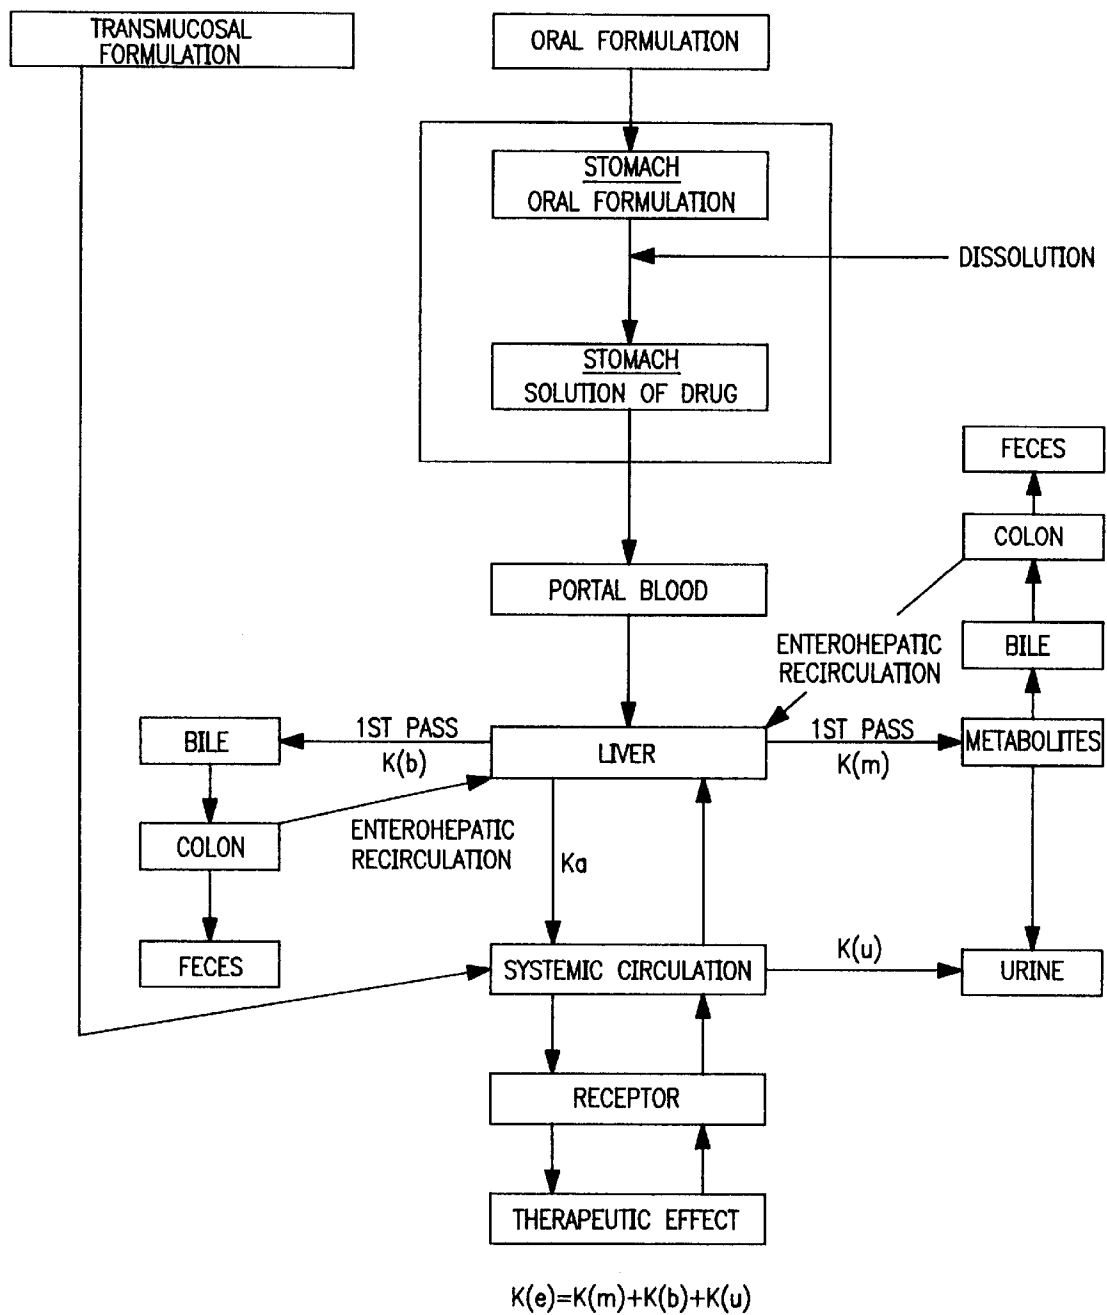 TRANSMUCOSAL
FORMULATION
ORAL FORMULATION
STOMACH
ORAL FORMULATION
DISSOLUTION
STOMACH
SOLUTION OF DRUG
FECES
COLON
PORTAL BLOOD
ENTEROHEPATIC
RECIRCULATION
BILE
BILE
1ST PASS
K(b)
LIVER
1ST PASS
K(m)
METABOLITES
COLON
ENTEROHEPATIC
RECIRCULATION
Ka
FECES
SYSTEMIC CIRCULATION
K(u)
URINE
RECEPTOR
THERAPEUTIC EFFECT
K(e)=K(m)+K(b)+K(u)